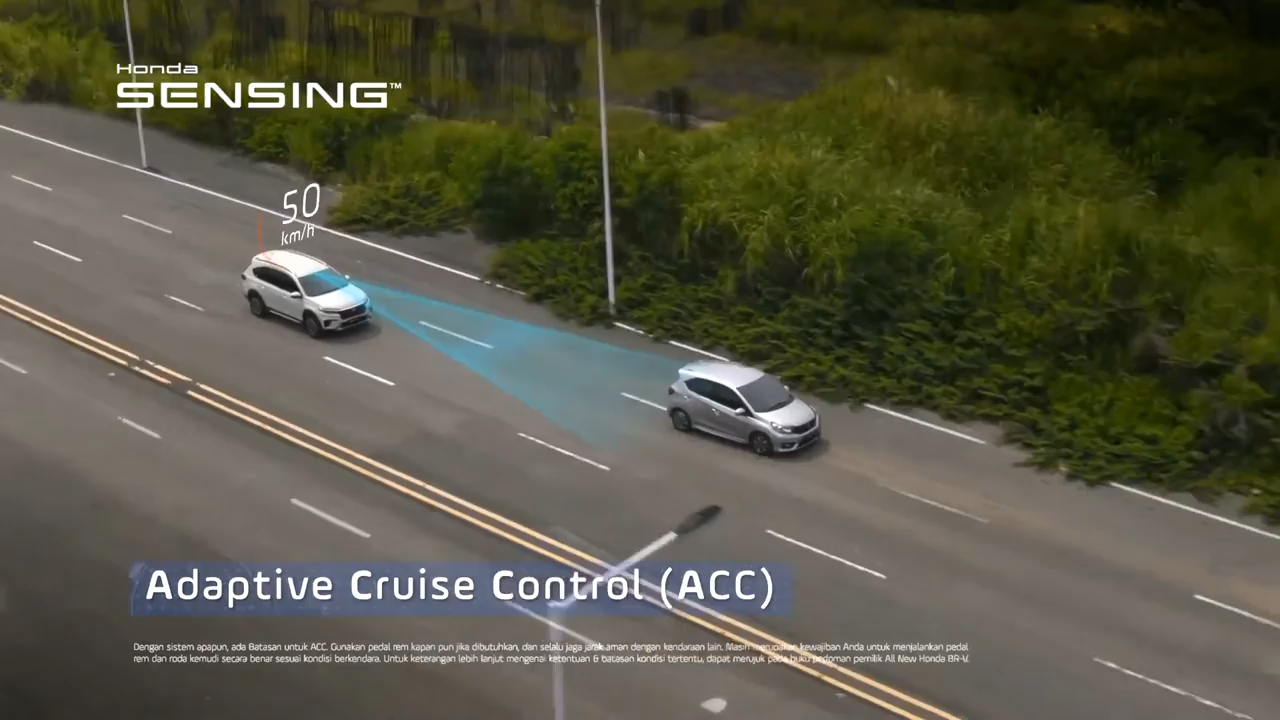 Honda
SENSING™
50
km/h
Adaptive Cruise Control (ACC)
Dengan sistem apapun, ada Batasan untuk ACC. Gunakan pedal rem kapan pun jika dibutuhkan, dan selalu jaga jarak aman dengan kendaraan lain. Masih merupakan kewajiban Anda untuk menjalankan pedal
rem dan roda kemudi secara benar sesuai kondisi berkendara. Untuk keterangan lebih lanjut mengenai ketentuan & batasan kondisi tertentu, dapat merujuk pada buku pedoman pemilik All New Honda BR-V.